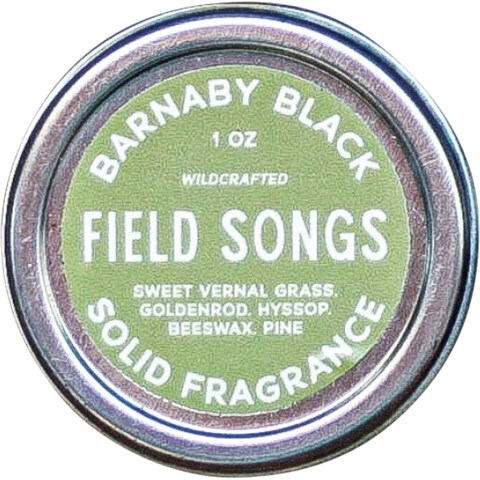 BARNABY BLACK
1 OZ
WILDCRAFTED
FIELD SONGS
SWEET VERNAL GRASS.
GOLDENROD. HYSSOP.
BEESWAX. PINE
SOLID FRAGRANCE